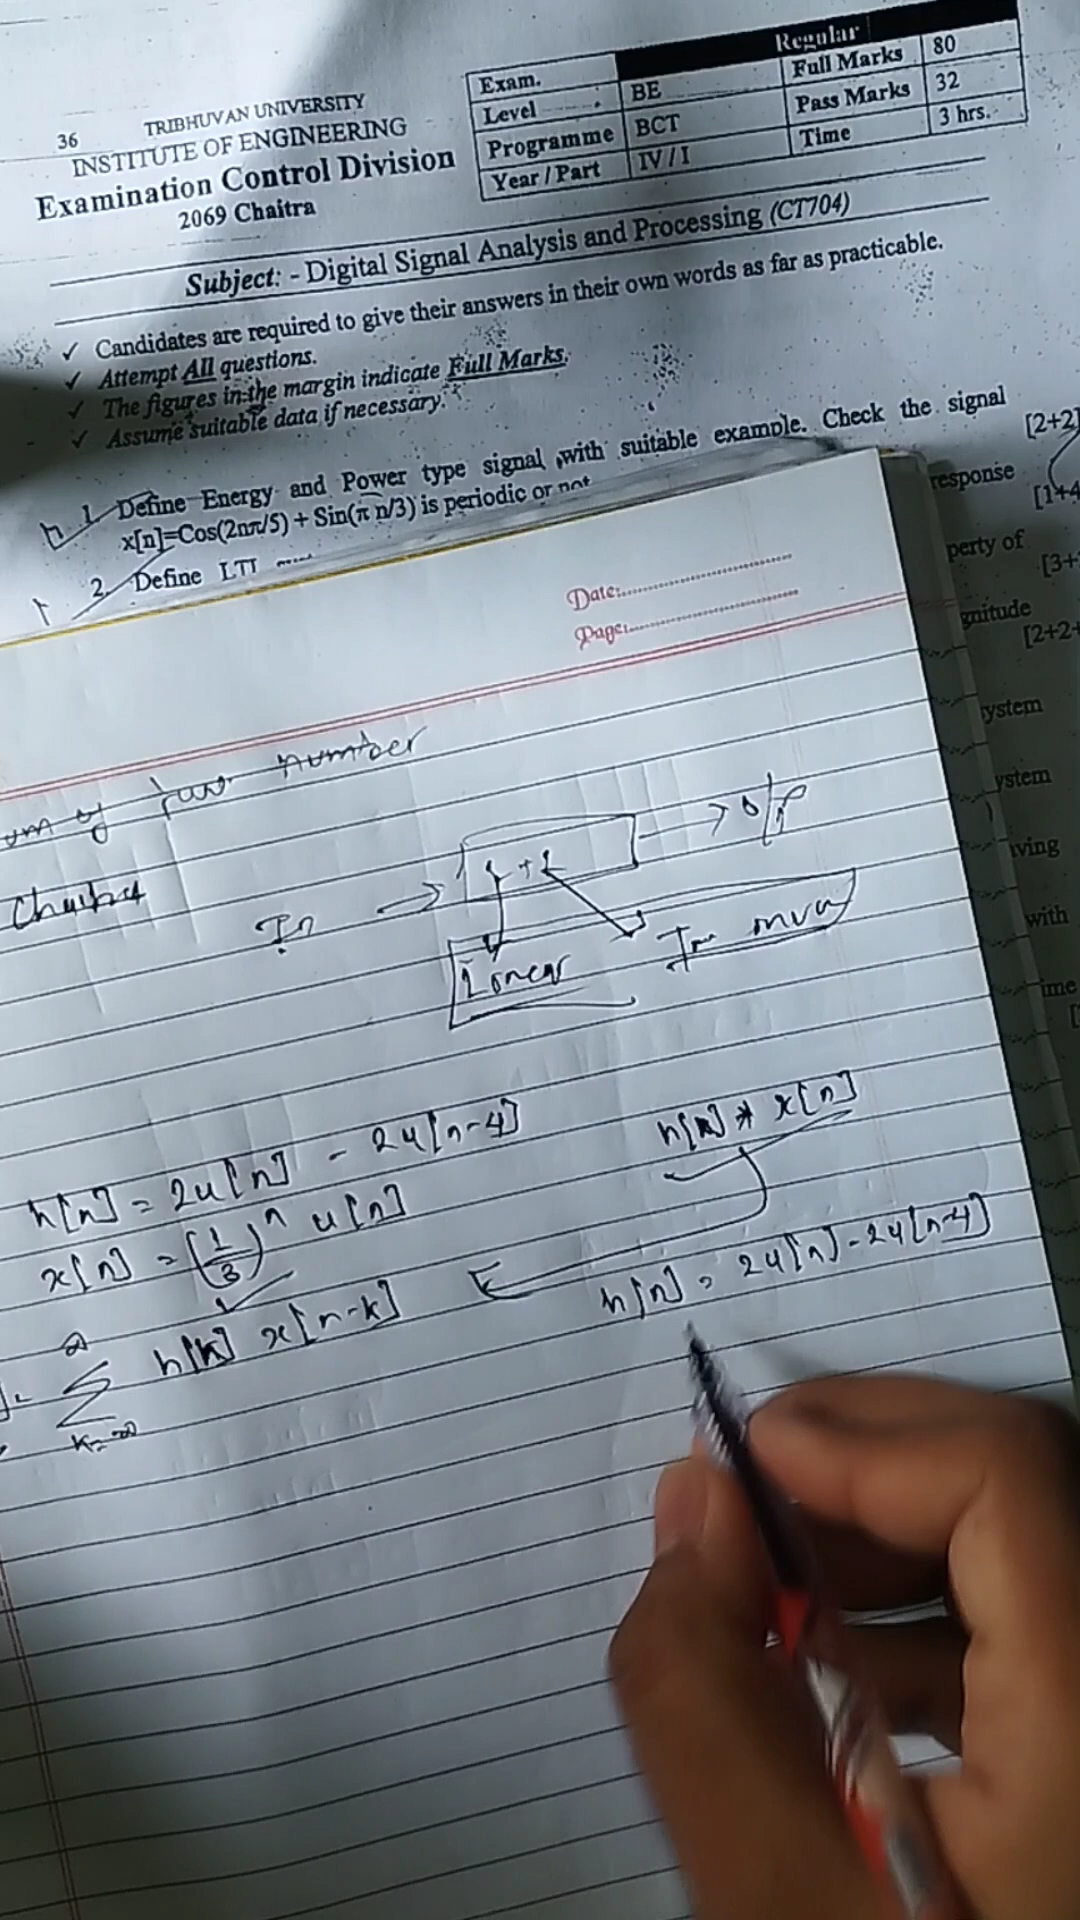 36
TRIBHUVAN UNIVERSITY
INSTITUTE OF ENGINEERING
Examination Control Division
2069 Chaitra
Exam. Regular
Level BE Full Marks 80
Programme BCT Pass Marks 32
Year / Part IV / I Time 3 hrs.
Subject: - Digital Signal Analysis and Processing (CT704)
✓ Candidates are required to give their answers in their own words as far as practicable.
✓ Attempt All questions.
✓ The figures in the margin indicate Full Marks.
✓ Assume suitable data if necessary.
1. Define Energy and Power type signal with suitable example. Check the signal
x[n]=Cos(2nπ/5) + Sin(π n/3) is periodic or not [2+2]
2. Define LTI
response
[1+4
perty of
[3+
gnitude
[2+2+
ystem
ystem
ving
with
ime
Date:
Page:
number
In → → o/p
Linear
h[n] = 2u[n] - 2u[n-4]
x[n] = (1/3)^n u[n]
h[n] * x[n]
∑ h[k] x[n-k]
∞
k=-∞
h[n] = 2u[n] - 2u[n-4]